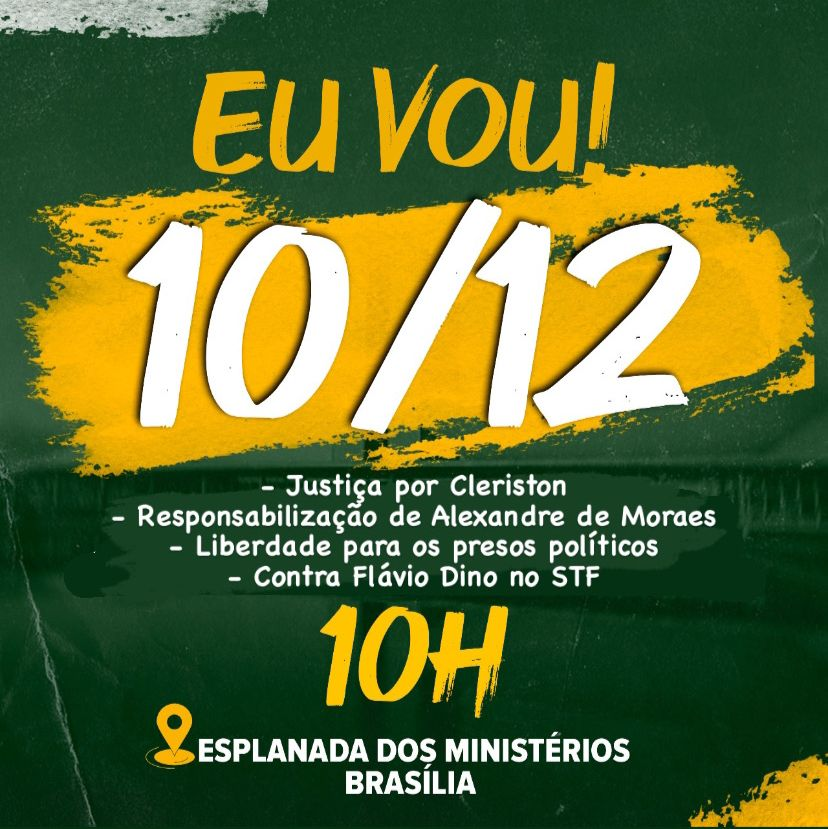 EU VOU!
10/12
- Justiça por Cleriston
- Responsabilização de Alexandre de Moraes
- Liberdade para os presos políticos
- Contra Flávio Dino no STF
10H
ESPLANADA DOS MINISTÉRIOS
BRASÍLIA